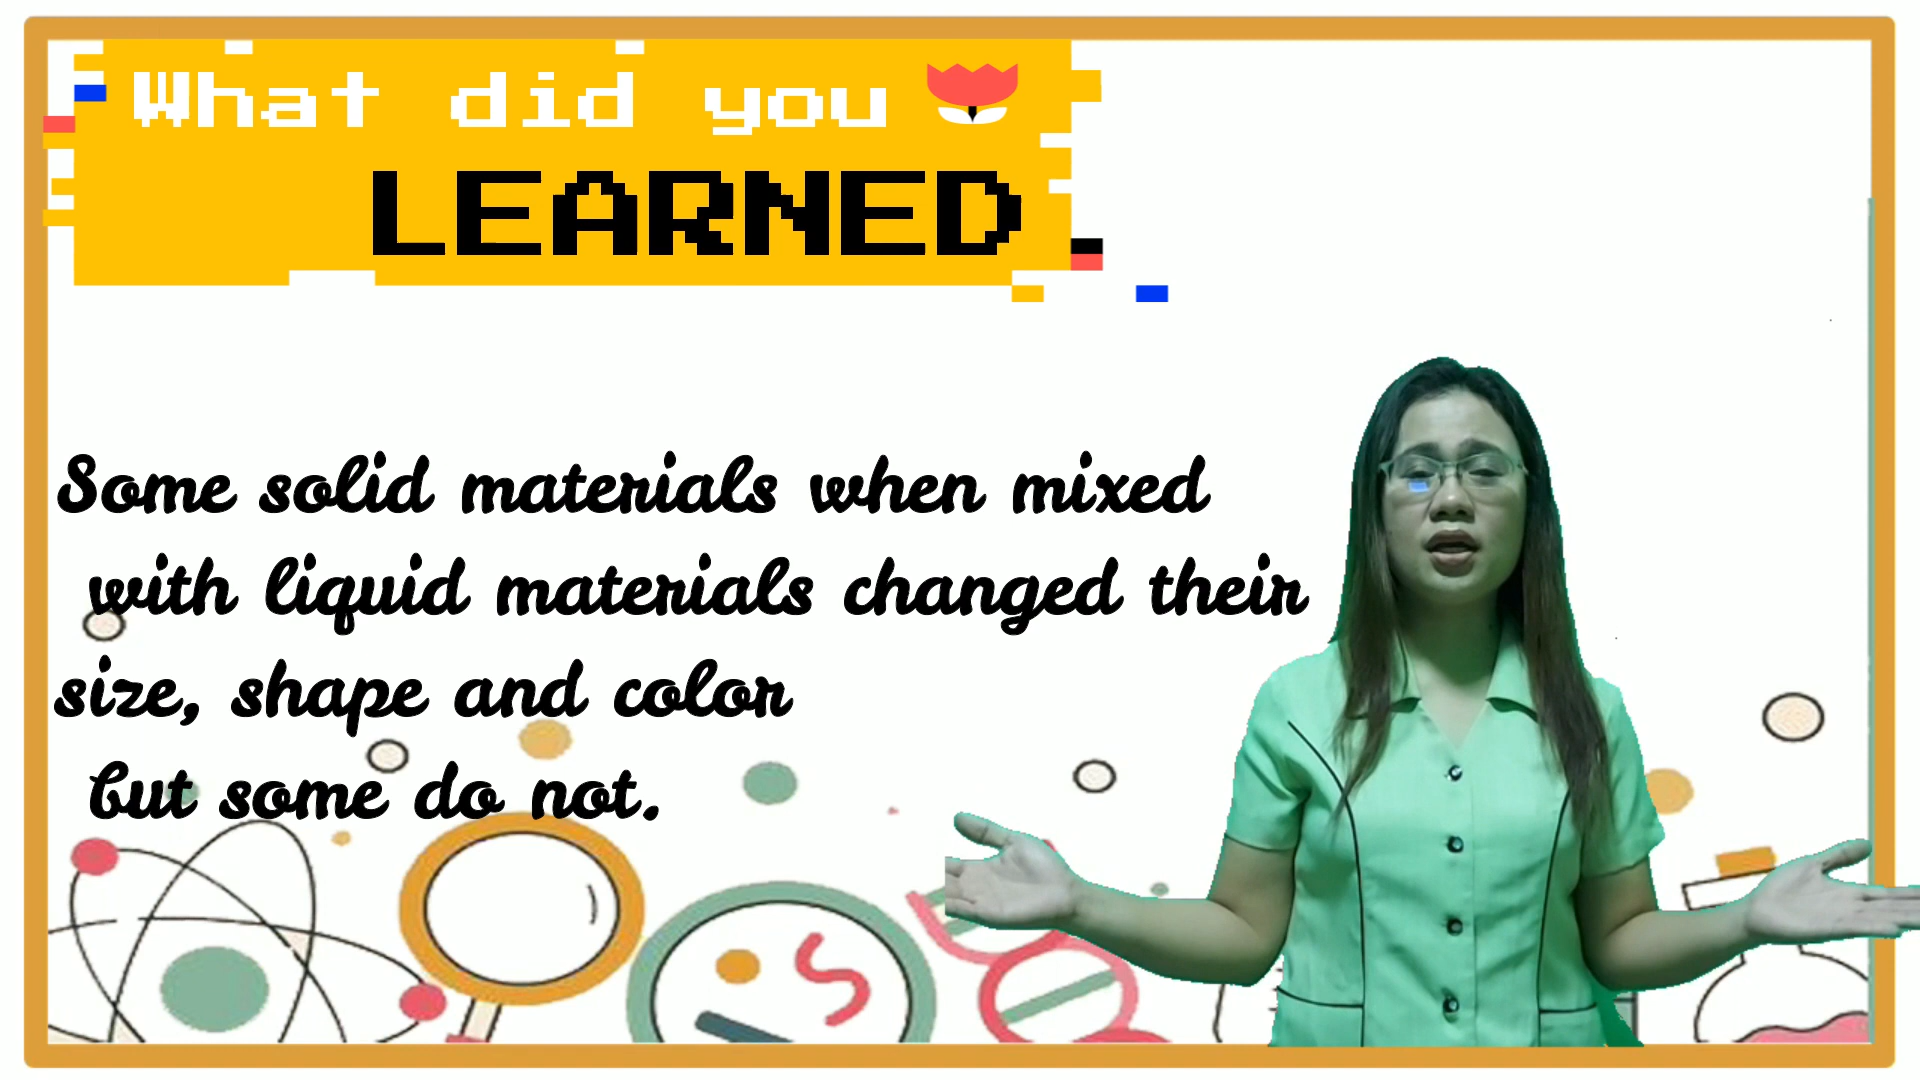 What did you
LEARNED
Some solid materials when mixed
with liquid materials changed their
size, shape and color
but some do not.